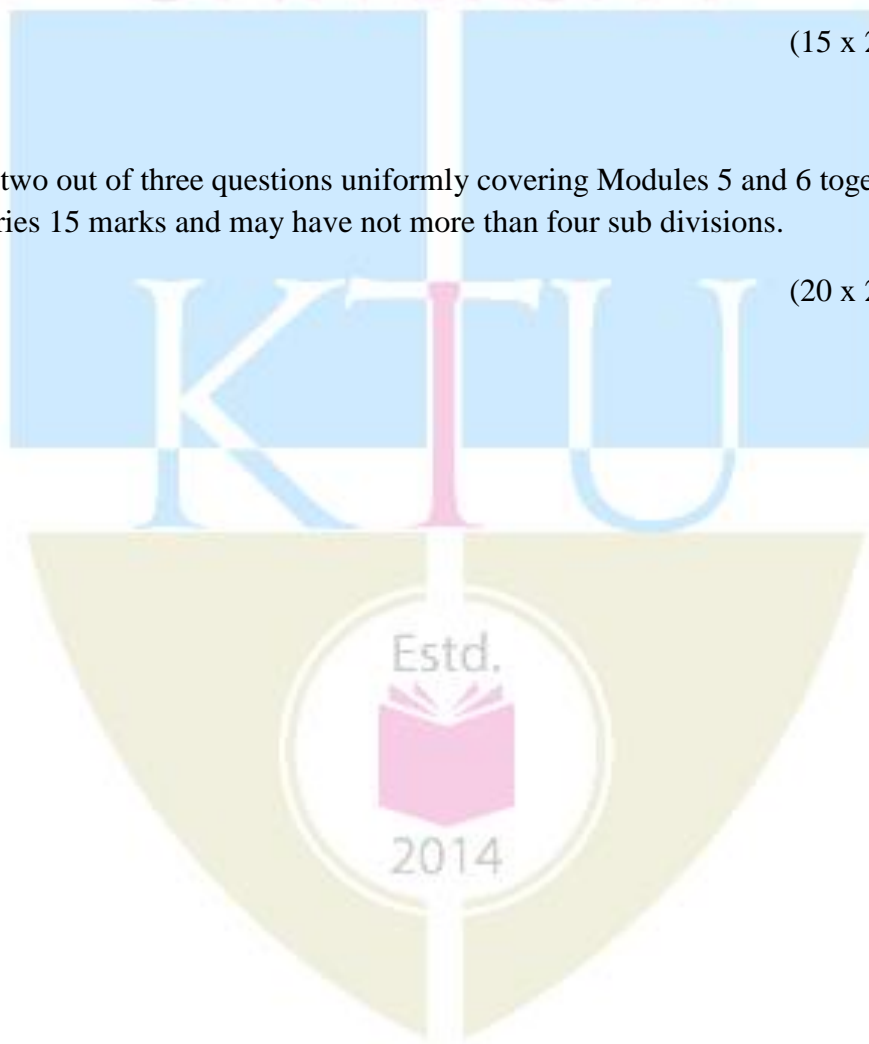 (15 x 2
two out of three questions uniformly covering Modules 5 and 6 toge
ries 15 marks and may have not more than four sub divisions.
(20 x 2
KTU
Estd.
2014